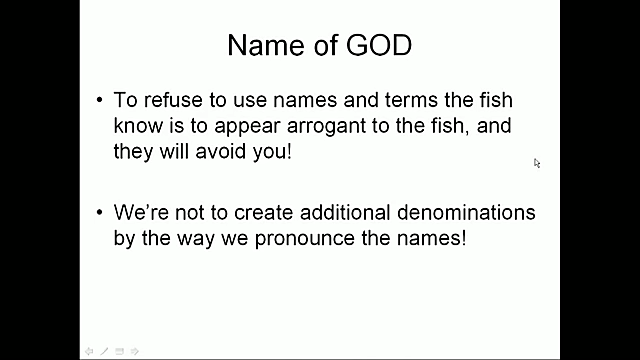 Name of GOD
• To refuse to use names and terms the fish
know is to appear arrogant to the fish, and
they will avoid you!
• We're not to create additional denominations
by the way we pronounce the names!